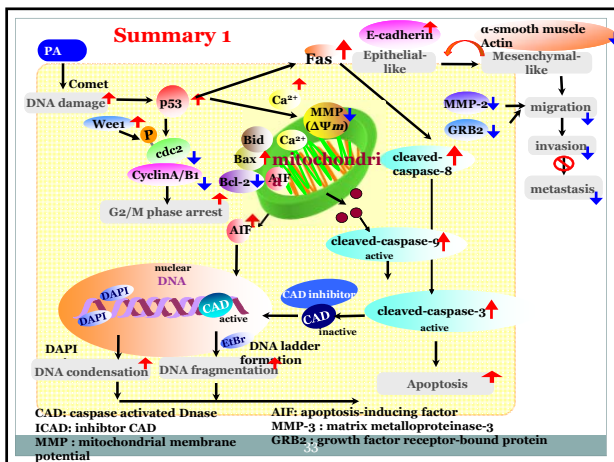 Summary 1
PA
Comet
DNA damage
p53
Wee1
P
cdc2
CyclinA/B1
G2/M phase arrest
Fas
Ca2+
MMP
(ΔΨm)
Ca2+
Bid
Bax
Bcl-2
AIF
mitochondri
a
AIF
E-cadherin
Epithelial-
like
α-smooth muscle
Actin
Mesenchymal-
like
MMP-2
GRB2
migration
invasion
metastasis
cleaved-
caspase-8
cleaved-caspase-9
active
cleaved-caspase-3
active
Apoptosis
CAD inhibitor
CAD
inactive
nuclear
DNA
DAPI
DAPI
CAD
active
EtBr
DNA ladder
formation
DAPI
DNA condensation
DNA fragmentation
CAD: caspase activated Dnase
ICAD: inhibtor CAD
MMP : mitochondrial membrane
potential
AIF: apoptosis-inducing factor
MMP-3 : matrix metalloproteinase-3
GRB2 : growth factor receptor-bound protein
33